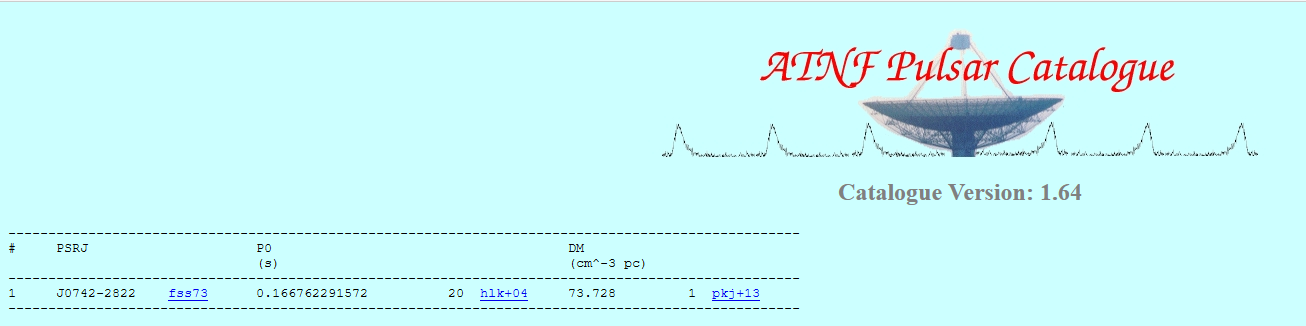 ATNF Pulsar Catalogue
Catalogue Version: 1.64
# PSRJ P0 DM
(s) (cm^-3 pc)
1 J0742-2822 fss73 0.166762291572 20 hlk+04 73.728 1 pkj+13